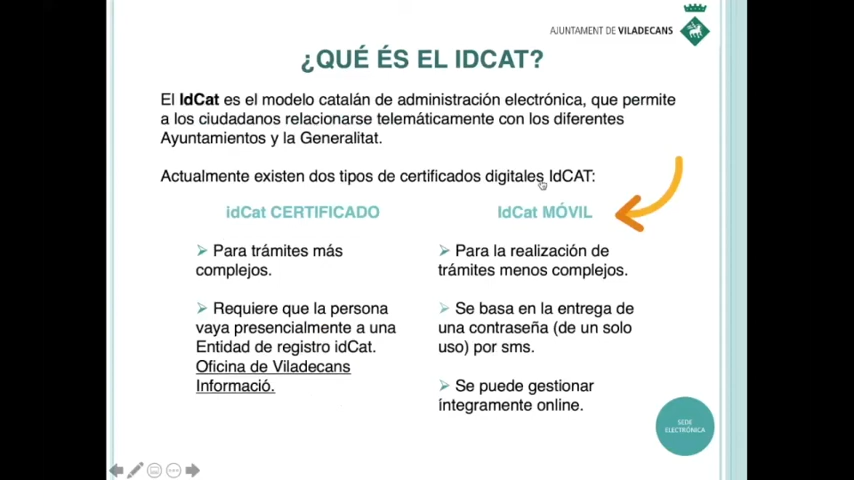 AJUNTAMENT DE VILADECANS
¿QUÉ ÉS EL IDCAT?
El IdCat es el modelo catalán de administración electrónica, que permite
a los ciudadanos relacionarse telemáticamente con los diferentes
Ayuntamientos y la Generalitat.
Actualmente existen dos tipos de certificados digitales IdCAT:
idCat CERTIFICADO
➢ Para trámites más
complejos.
➢ Requiere que la persona
vaya presencialmente a una
Entidad de registro idCat.
Oficina de Viladecans
Informació.
IdCat MÓVIL
➢ Para la realización de
trámites menos complejos.
➢ Se basa en la entrega de
una contraseña (de un solo
uso) por sms.
➢ Se puede gestionar
íntegramente online.
SEDE
ELECTRÓNICA